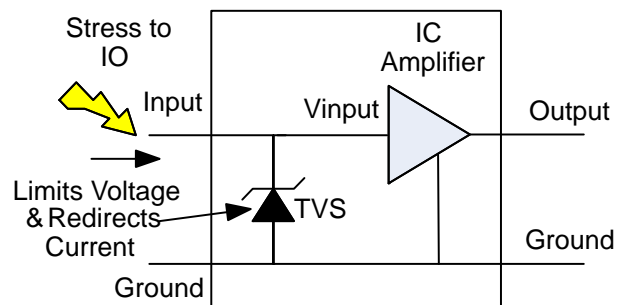 Stress to
IO
IC
Amplifier
Input
Vinput
Output
Limits Voltage
& Redirects
Current
TVS
Ground
Ground